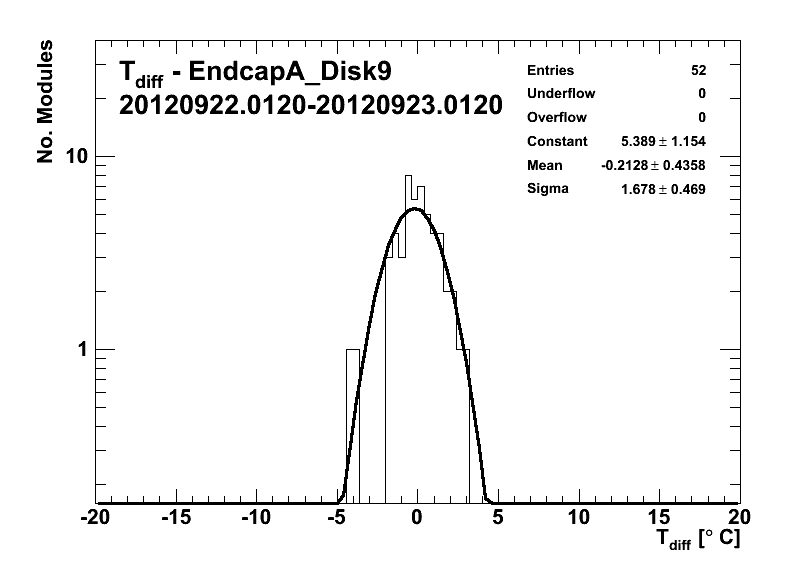 T_diff - EndcapA_Disk9
20120922.0120-20120923.0120
Entries 52
Underflow 0
Overflow 0
Constant 5.389 ± 1.154
Mean -0.2128 ± 0.4358
Sigma 1.678 ± 0.469
No. Modules
10
1
-20 -15 -10 -5 0 5 10 15 20
T_diff [° C]